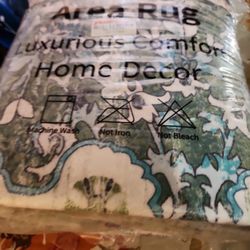 Area Rug
Luxurious Comfort
Home Decor
Machine Wash Not Iron Not Bleach